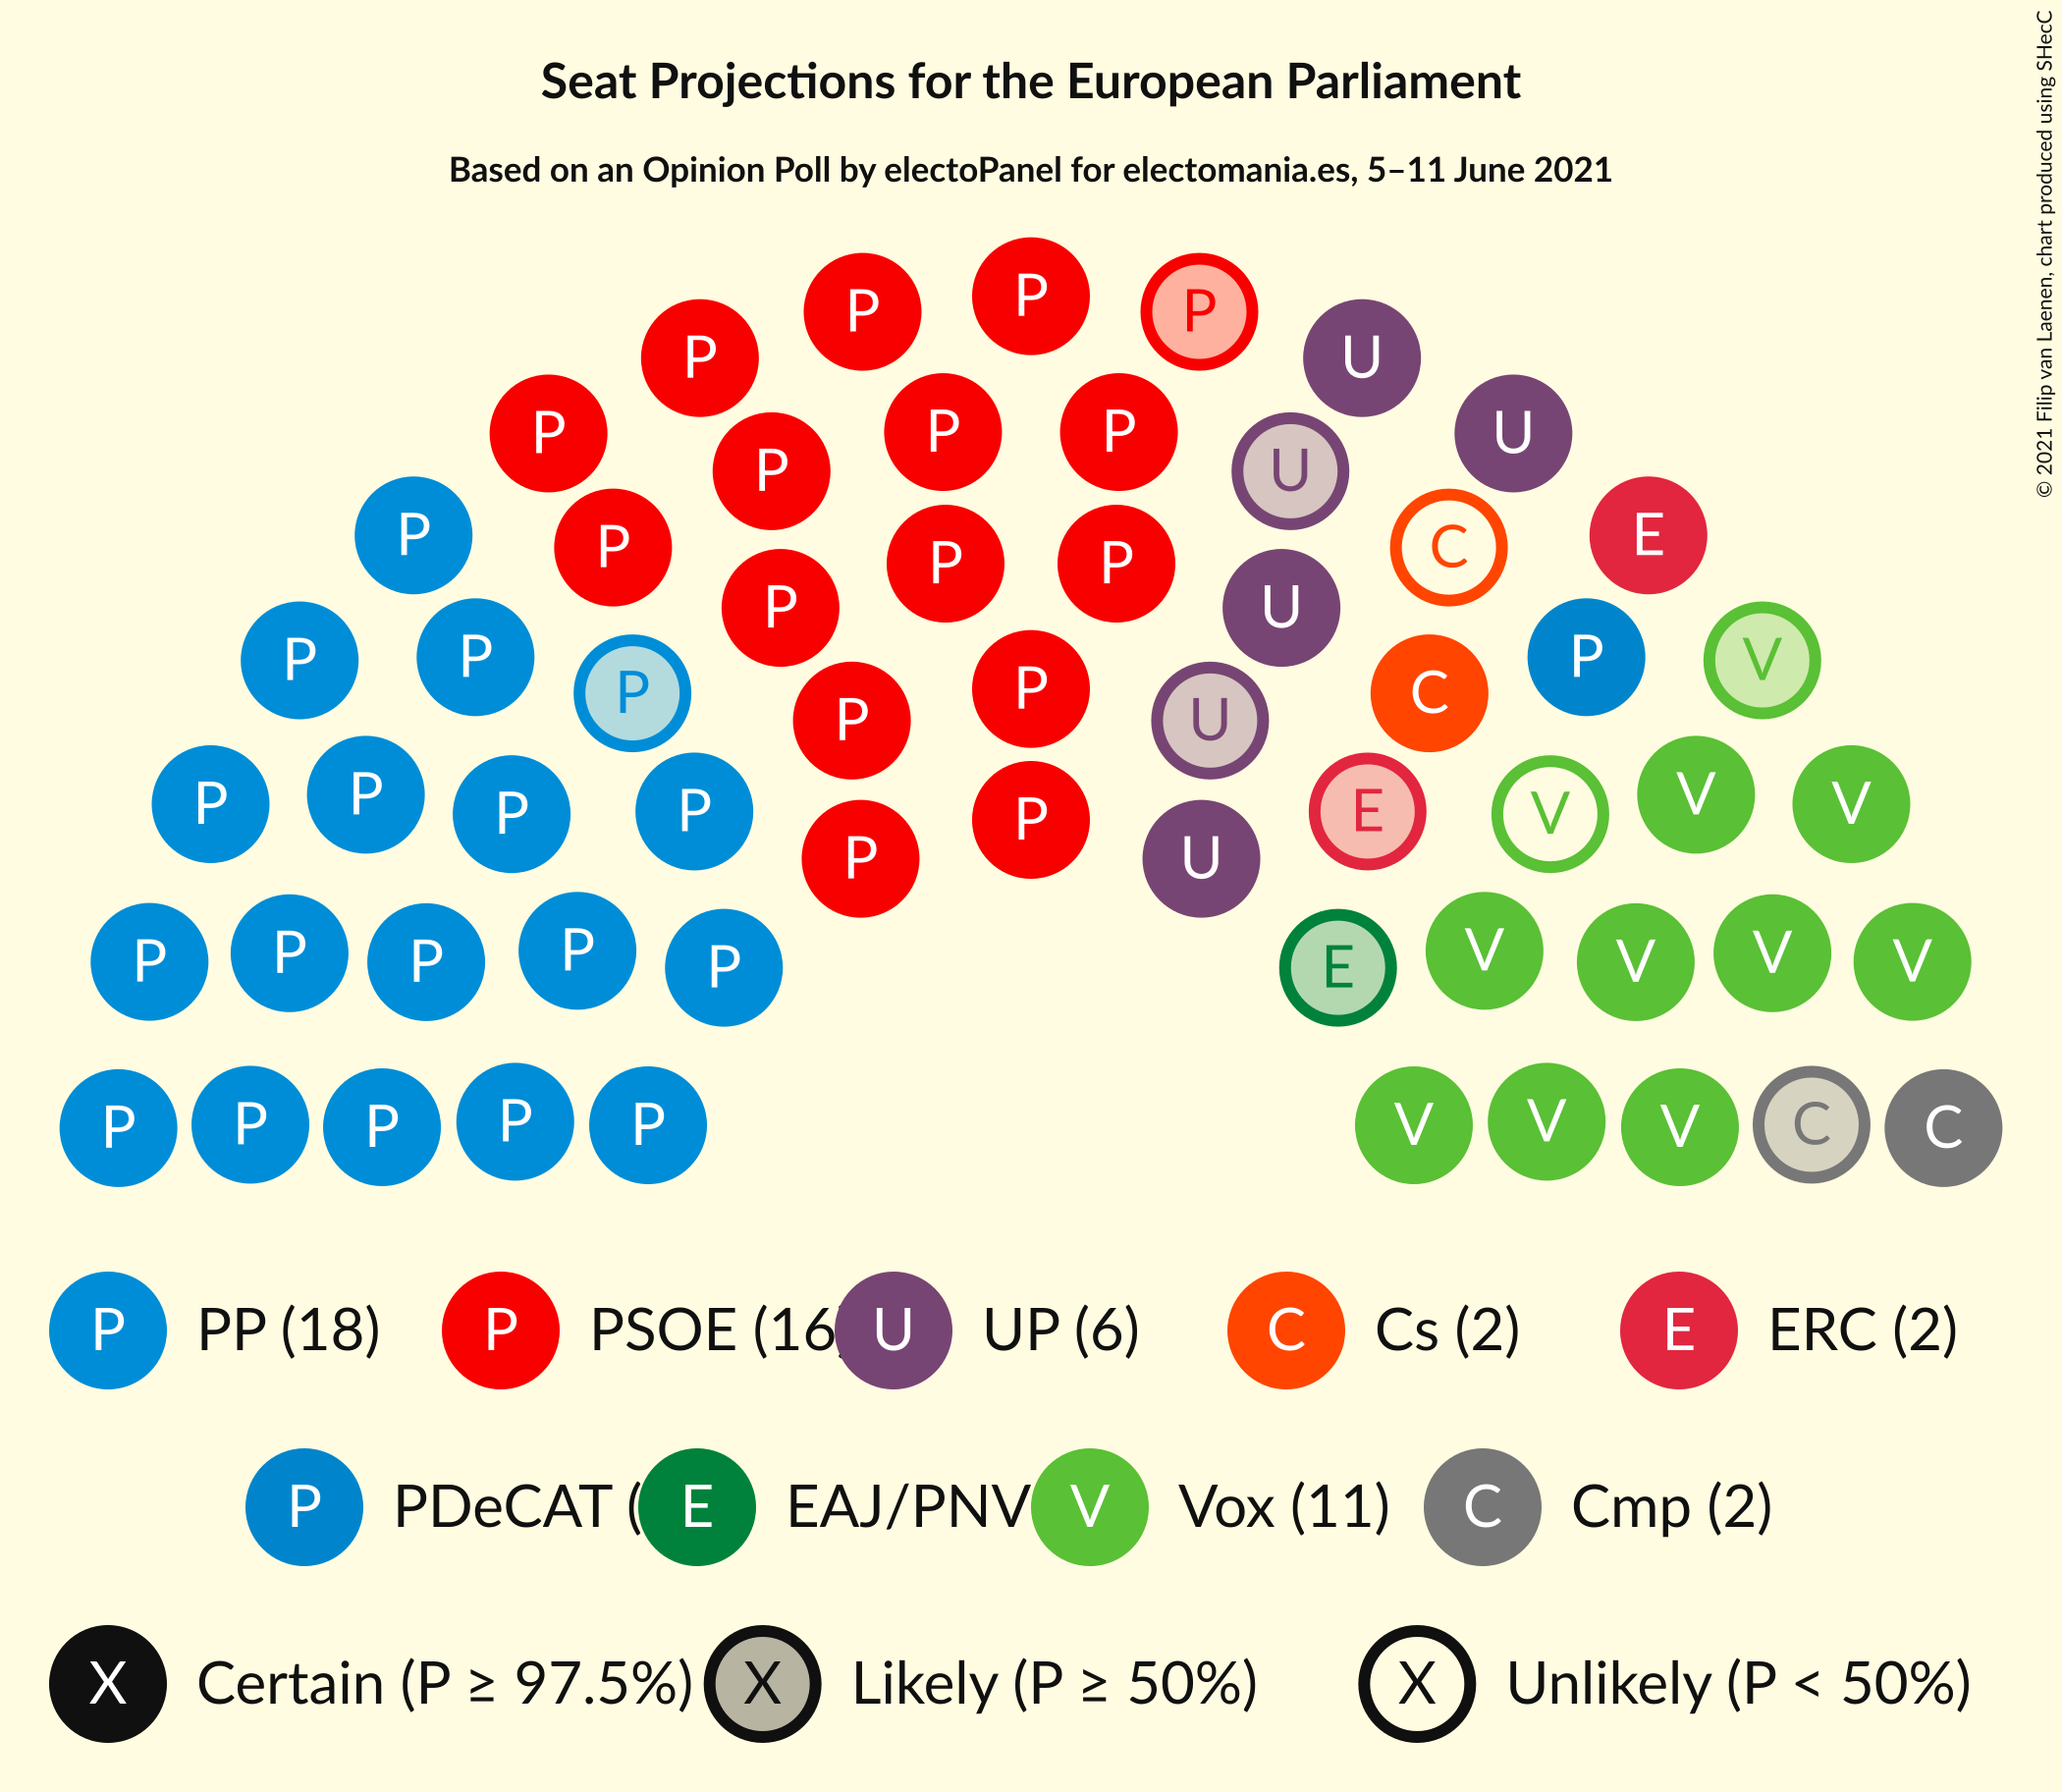 Seat Projections for the European Parliament
Based on an Opinion Poll by electoPanel for electomania.es, 5–11 June 2021
© 2021 Filip van Laenen, chart produced using SHecC
P P P
P P U
P P P U U
P P C E
P P P P
P P U
P P P P V
P P U C
P P P P E V V V
P P U
P P P P P E V V V V
P P P P P V V V C C
P PP (18) P PSOE (16 U UP (6) C Cs (2) E ERC (2)
P PDeCAT ( E EAJ/PNV V Vox (11) C Cmp (2)
X Certain (P ≥ 97.5%) X Likely (P ≥ 50%) X Unlikely (P < 50%)